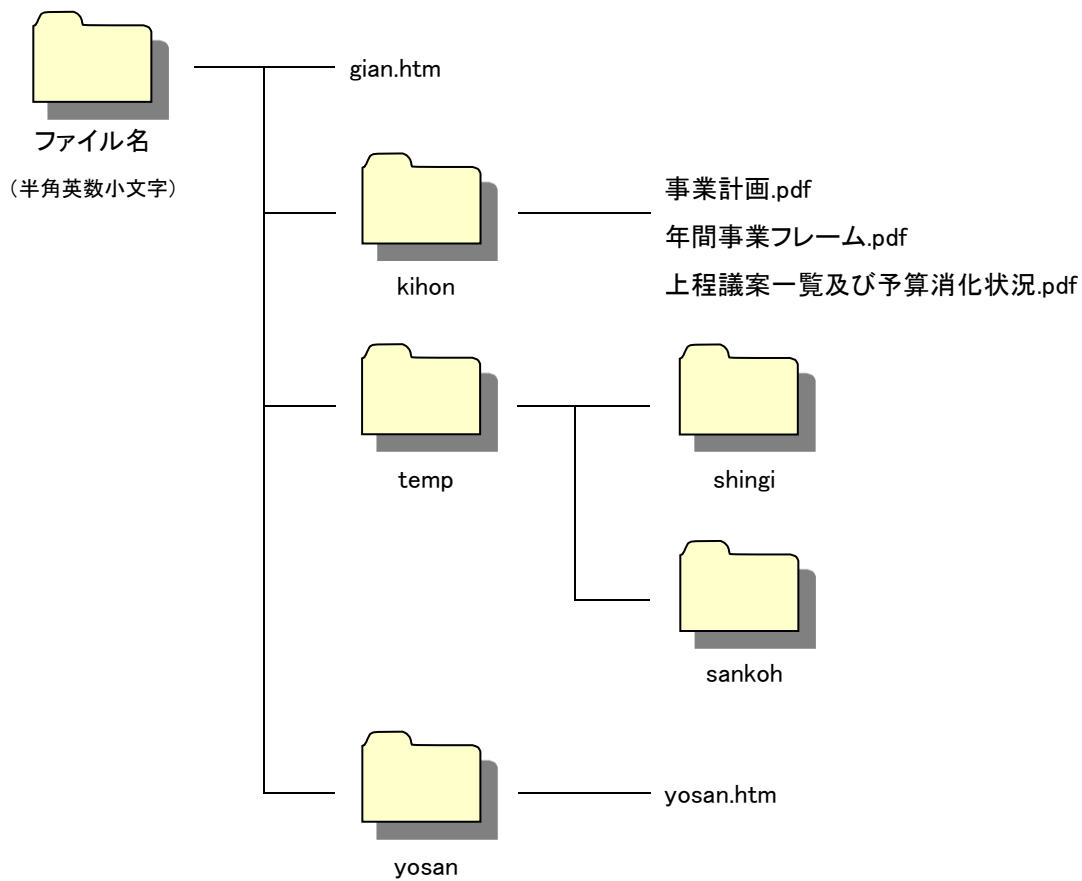 gian.htm
ファイル名
（半角英数小文字）
kihon
事業計画.pdf
年間事業フレーム.pdf
上程議案一覧及び予算消化状況.pdf
temp
shingi
sankoh
yosan
yosan.htm